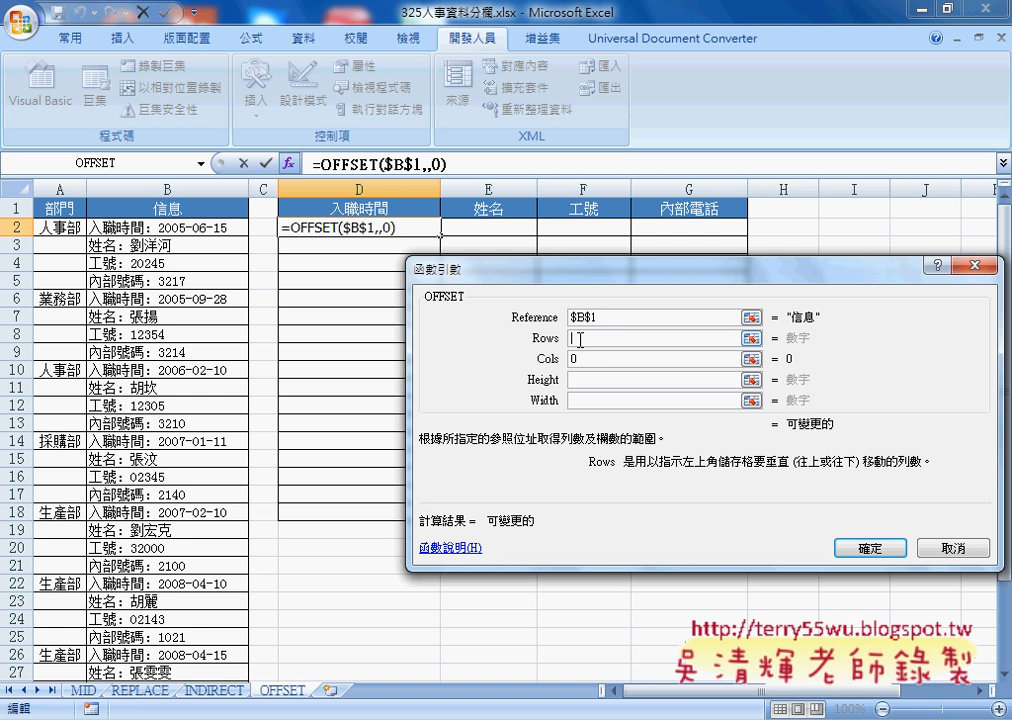 325人事資料分欄.xlsx - Microsoft Excel
常用 插入 版面配置 公式 資料 校閱 檢視 開發人員 增益集 Universal Document Converter
Visual Basic 巨集 錄製巨集 以相對位置錄製 巨集安全性 程式碼
插入 設計模式 屬性 檢視程式碼 執行對話方塊 控制項
來源 對應內容 擴充套件 重新整理資料 匯入 匯出 XML
OFFSET =OFFSET($B$1,,0)
A B C D E F G H I J
1 部門 信息 入職時間 姓名 工號 內部電話
2 人事部 入職時間：2005-06-15 =OFFSET($B$1,,0)
3 姓名：劉洋河
4 工號：20245
5 內部號碼：3217
6 業務部 入職時間：2005-09-28
7 姓名：張揚
8 工號：12354
9 內部號碼：3214
10 人事部 入職時間：2006-02-10
11 姓名：胡坎
12 工號：12305
13 內部號碼：3210
14 採購部 入職時間：2007-01-11
15 姓名：張汶
16 工號：02345
17 內部號碼：2140
18 生產部 入職時間：2007-02-10
19 姓名：劉宏克
20 工號：32000
21 內部號碼：2100
22 生產部 入職時間：2008-04-10
23 姓名：胡麗
24 工號：02143
25 內部號碼：1021
26 生產部 入職時間：2008-04-15
27 姓名：張雯雯
函數引數
OFFSET
Reference $B$1 = "信息"
Rows = 數字
Cols 0 = 0
Height = 數字
Width = 數字
= 可變更的
根據所指定的參照位址取得列數及欄數的範圍。
Rows 是用以指示左上角儲存格要垂直 (往上或往下) 移動的列數。
計算結果 = 可變更的
函數說明(H) 確定 取消
http://terry55wu.blogspot.tw
吳清輝老師錄製
MID REPLACE INDIRECT OFFSET
編輯 100%